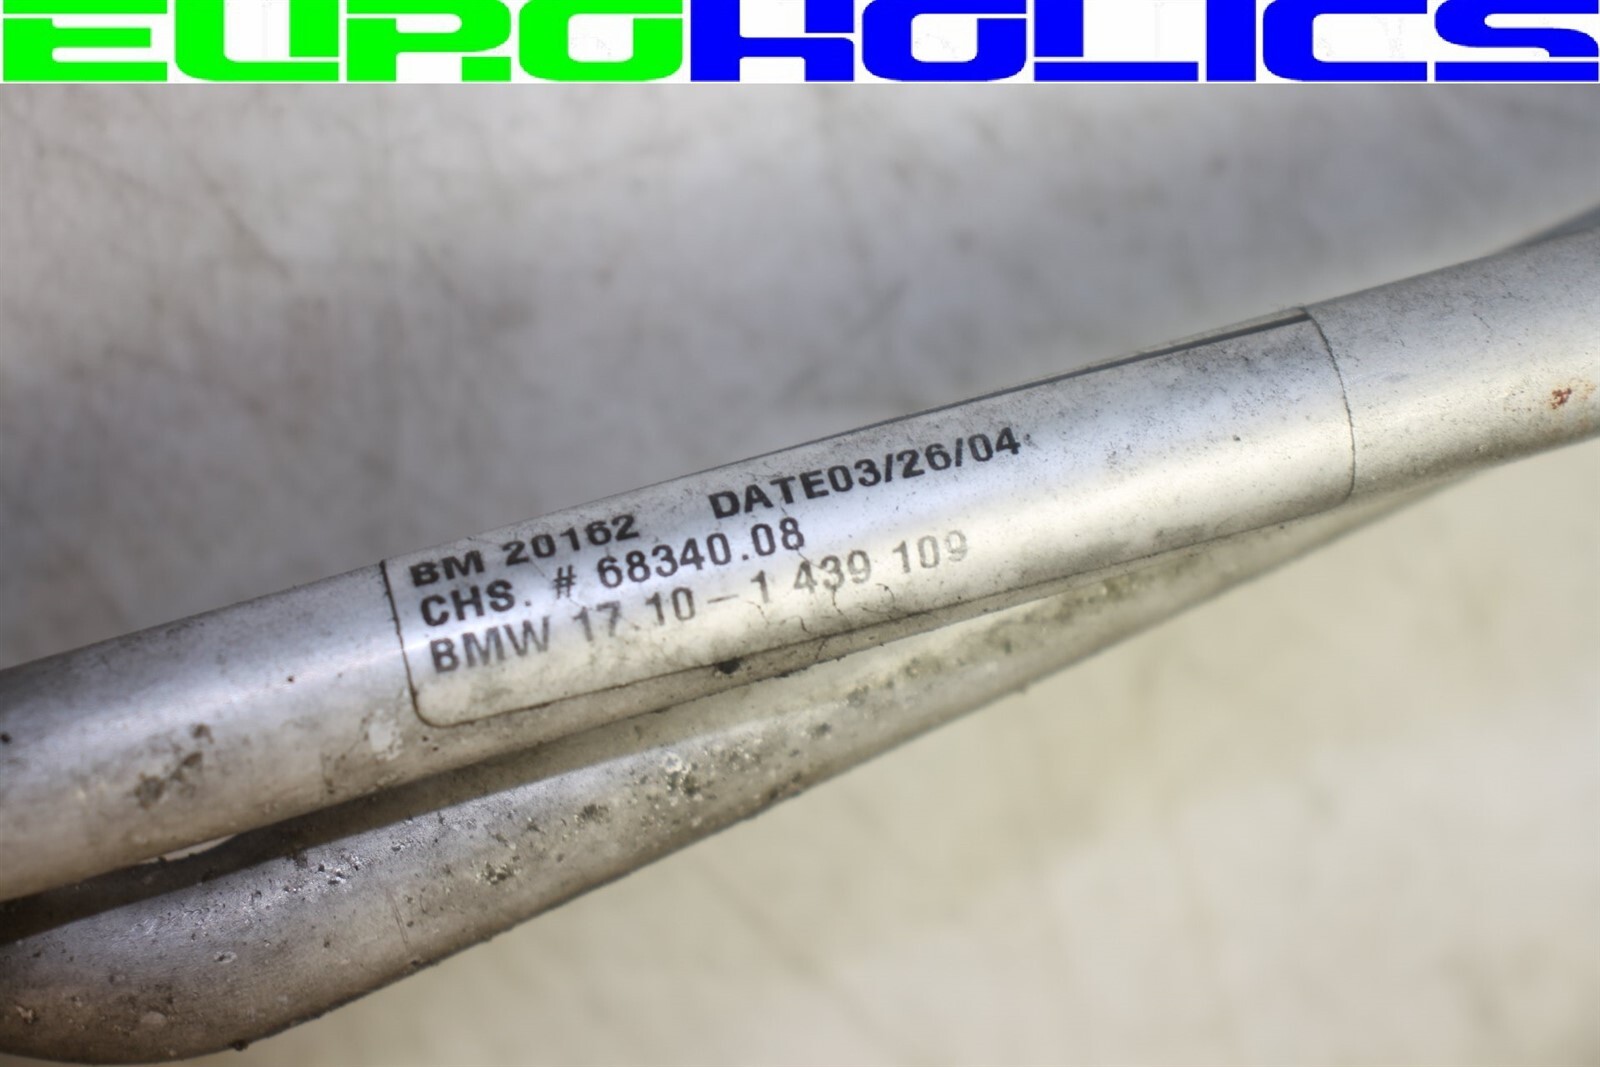 EUROHOLICS
BM 20162 DATE03/26/04
CHS. # 68340.08
BMW 17.10-1 439 109